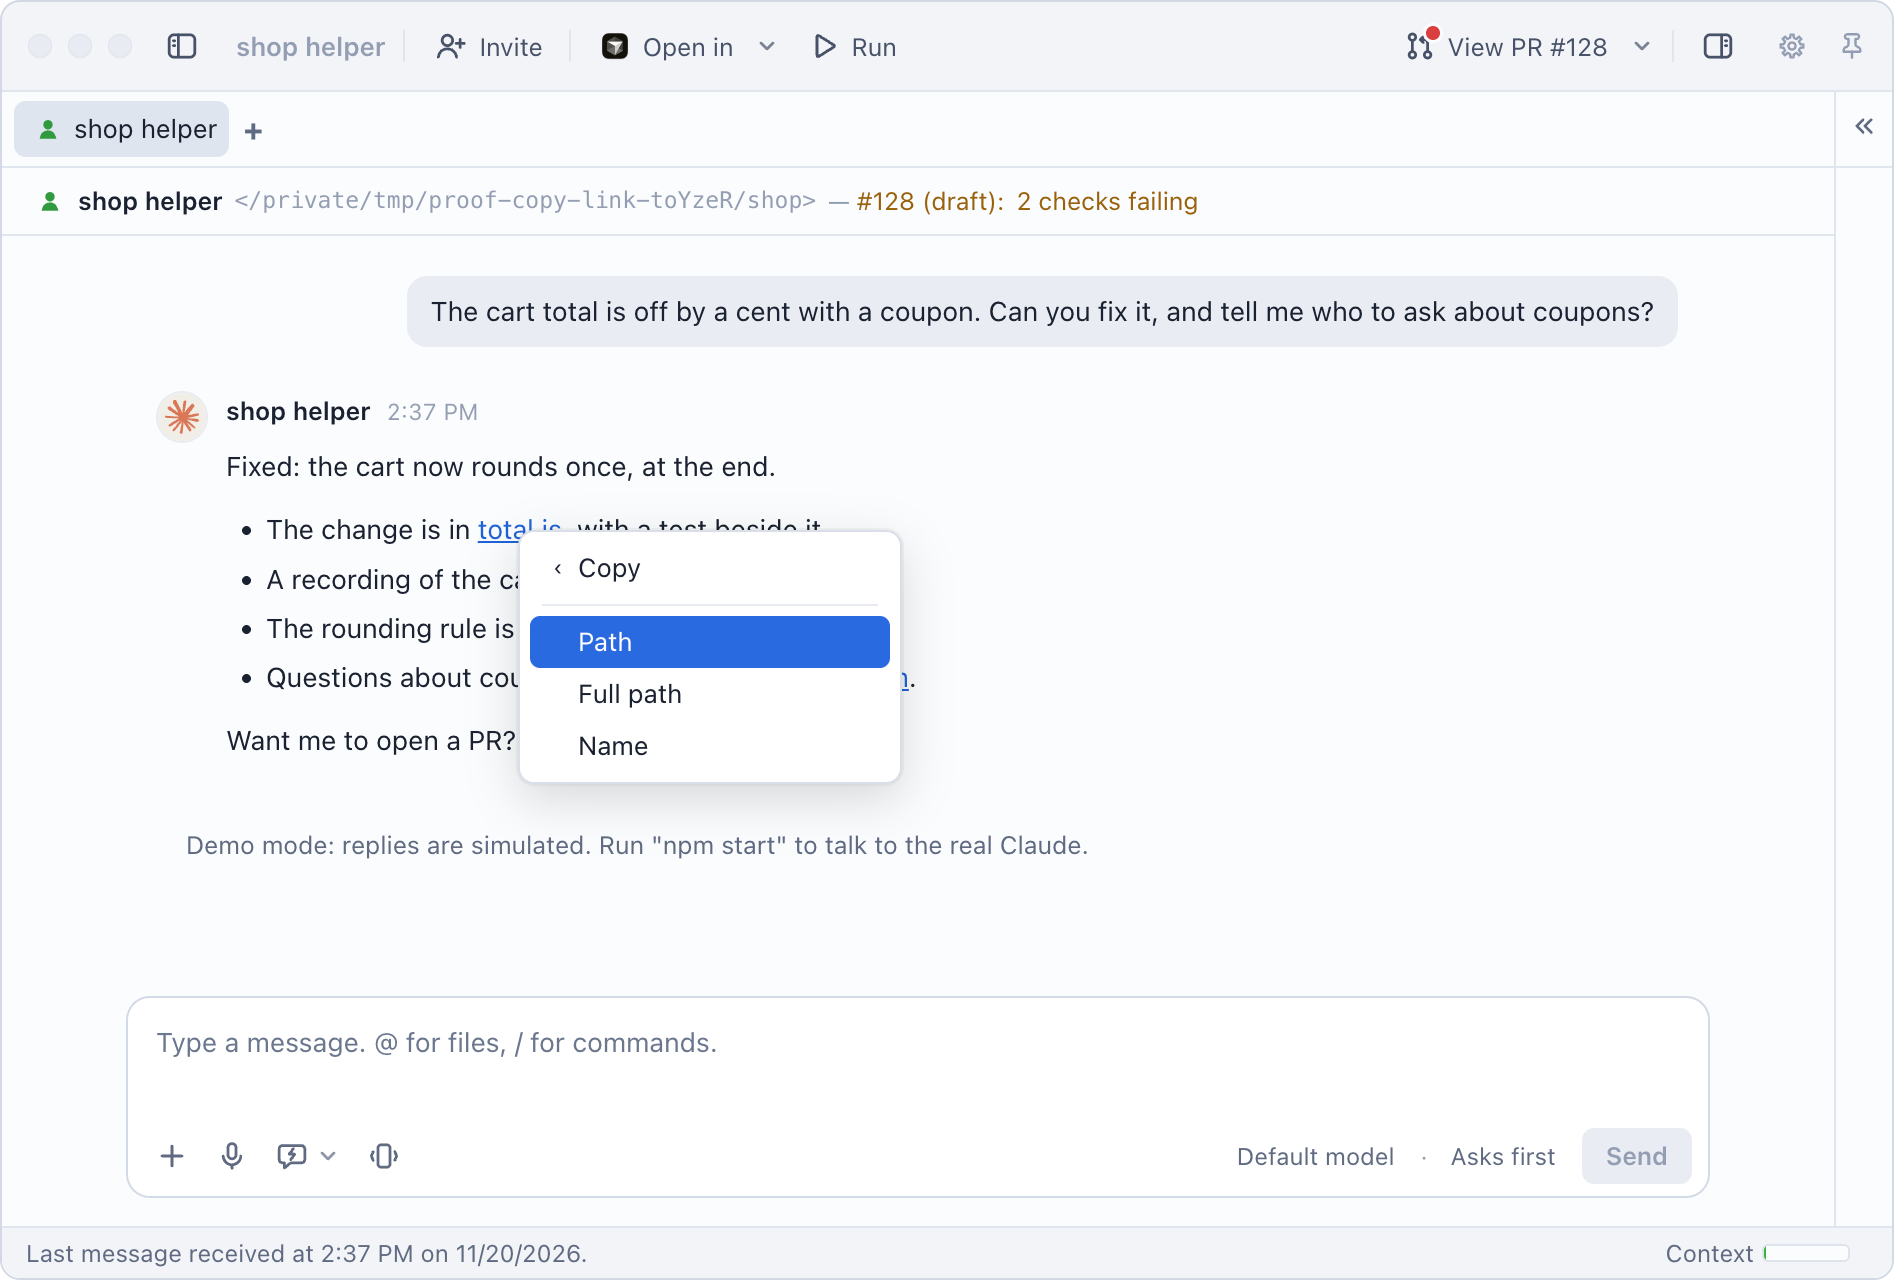 shop helper
Invite
Open in
Run
View PR #128
shop helper
shop helper </private/tmp/proof-copy-link-toYzeR/shop> — #128 (draft): 2 checks failing
The cart total is off by a cent with a coupon. Can you fix it, and tell me who to ask about coupons?
shop helper 2:37 PM
Fixed: the cart now rounds once, at the end.
• The change is in total.js, with a test beside it
• A recording of the
• The rounding rule is
• Questions about
Want me to open a PR?
‹ Copy
Path
Full path
Name
Demo mode: replies are simulated. Run "npm start" to talk to the real Claude.
Type a message. @ for files, / for commands.
Default model · Asks first
Send
Last message received at 2:37 PM on 11/20/2026.
Context